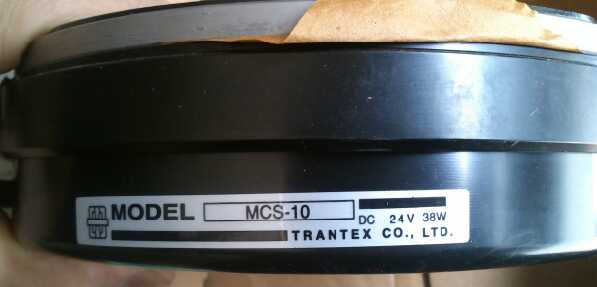 MODEL MCS-10 DC 24V 38W
TRANTEX CO., LTD.